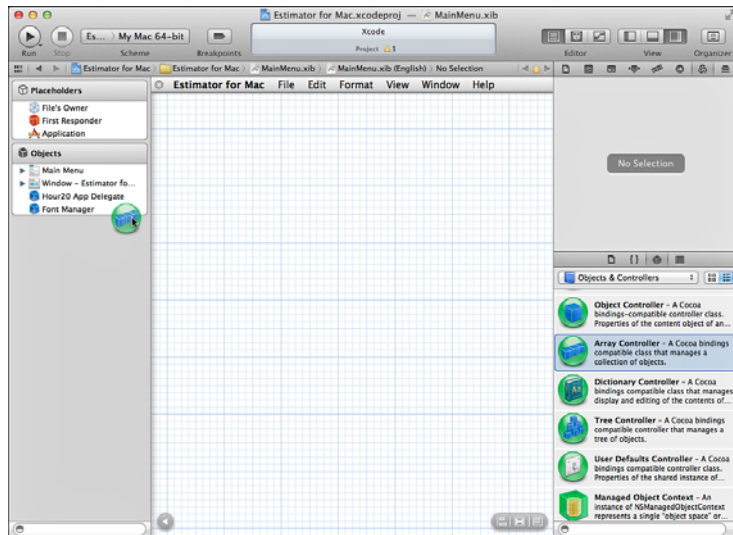 Estimator for Mac.xcodeproj — MainMenu.xib
Es... My Mac 64-bit
Xcode
Project 1
Run Stop Scheme Breakpoints Editor View Organizer
Estimator for Mac Estimator for Mac MainMenu.xib MainMenu.xib (English) No Selection
Placeholders
File's Owner
First Responder
Application
Objects
Main Menu
Window - Estimator fo...
Hour20 App Delegate
Font Manager
Estimator for Mac File Edit Format View Window Help
No Selection
Objects & Controllers
Object Controller - A Cocoa
bindings-compatible controller class.
Properties of the content object of an...
Array Controller - A Cocoa bindings
compatible class that manages a
collection of objects.
Dictionary Controller - A Cocoa
bindings compatible class that manages
display and editing of the contents of...
Tree Controller - A Cocoa bindings
compatible controller that manages a
tree of objects.
User Defaults Controller - A Cocoa
bindings compatible controller class.
Properties of the shared instance of...
Managed Object Context - An
instance of NSManagedObjectContext
represents a single "object space" or...